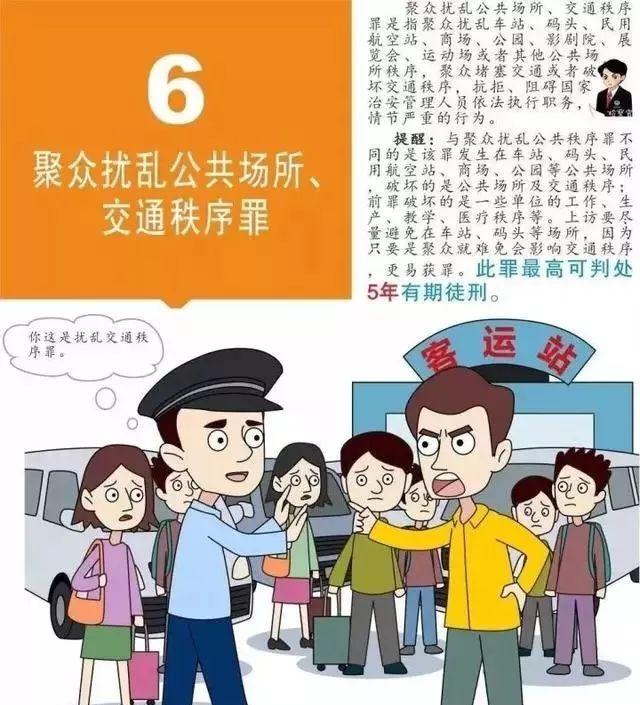 6
聚众扰乱公共场所、
交通秩序罪
聚众扰乱公共场所、交通秩序
罪是指聚众扰乱车站、码头、民用
航空站、商场、公园、影剧院、展
览会、运动场或者其他公共场
所秩序，聚众堵塞交通或者破
坏交通秩序，抗拒、阻碍国家
治安管理人员依法执行职务，
情节严重的行为。
提醒：与聚众扰乱公共秩序罪不
同的是该罪发生在车站、码头、民
用航空站、商场、公园等公共场所
，破坏的是公共场所及交通秩序；
前罪破坏的是一些单位的工作、生
产、教学、医疗秩序等。上访要尽
量避免在车站、码头等场所，因为
只要是聚众就难免会影响交通秩序
，更易获罪。此罪最高可判处
5年有期徒刑。
你这是扰乱交通秩
序罪。
客运站